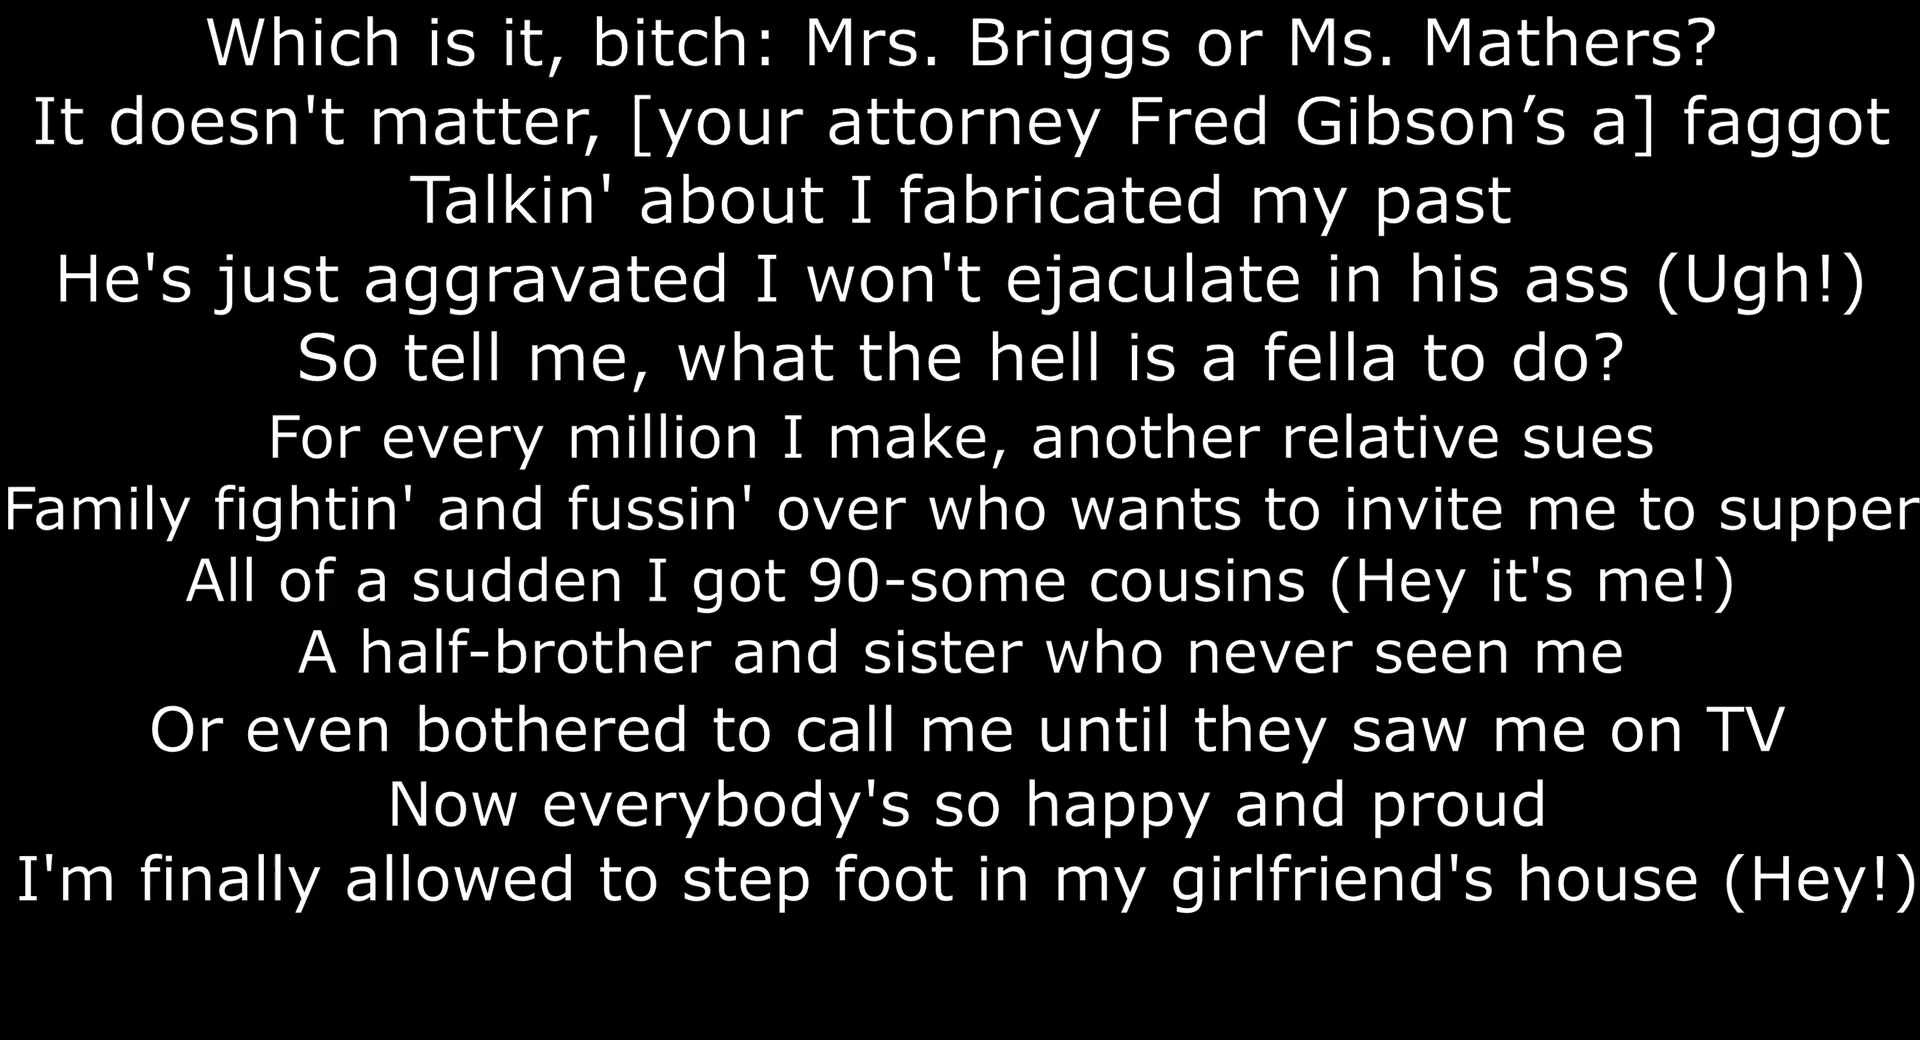 Which is it, bitch: Mrs. Briggs or Ms. Mathers?
It doesn't matter, [your attorney Fred Gibson’s a] faggot
Talkin' about I fabricated my past
He's just aggravated I won't ejaculate in his ass (Ugh!)
So tell me, what the hell is a fella to do?
For every million I make, another relative sues
Family fightin' and fussin' over who wants to invite me to supper
All of a sudden I got 90-some cousins (Hey it's me!)
A half-brother and sister who never seen me
Or even bothered to call me until they saw me on TV
Now everybody's so happy and proud
I'm finally allowed to step foot in my girlfriend's house (Hey!)